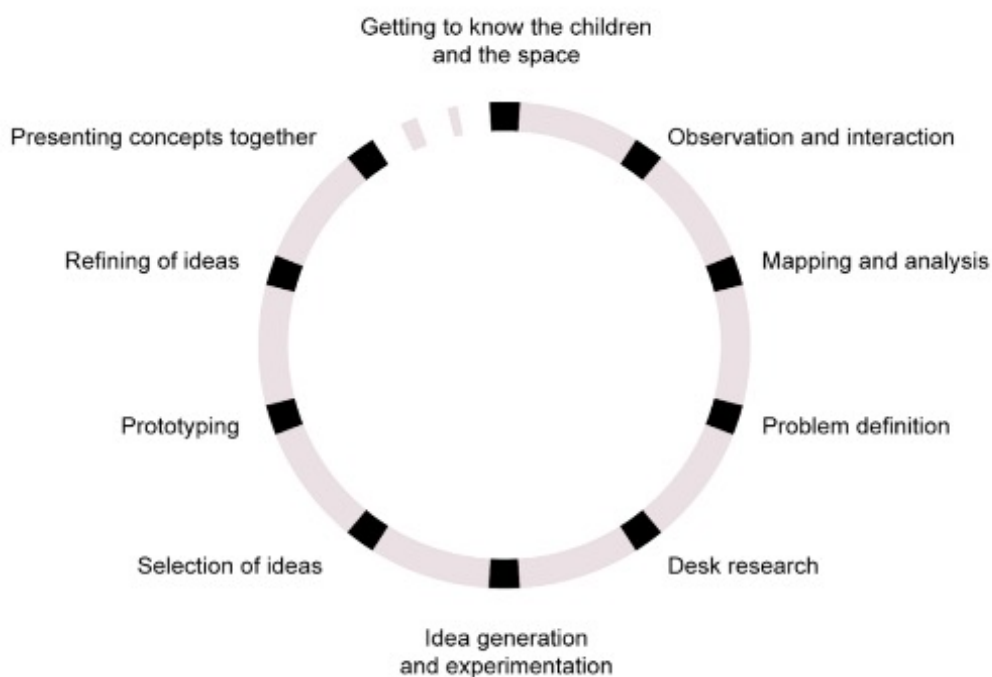 Getting to know the children
and the space
Observation and interaction
Mapping and analysis
Problem definition
Desk research
Idea generation
and experimentation
Selection of ideas
Prototyping
Refining of ideas
Presenting concepts together